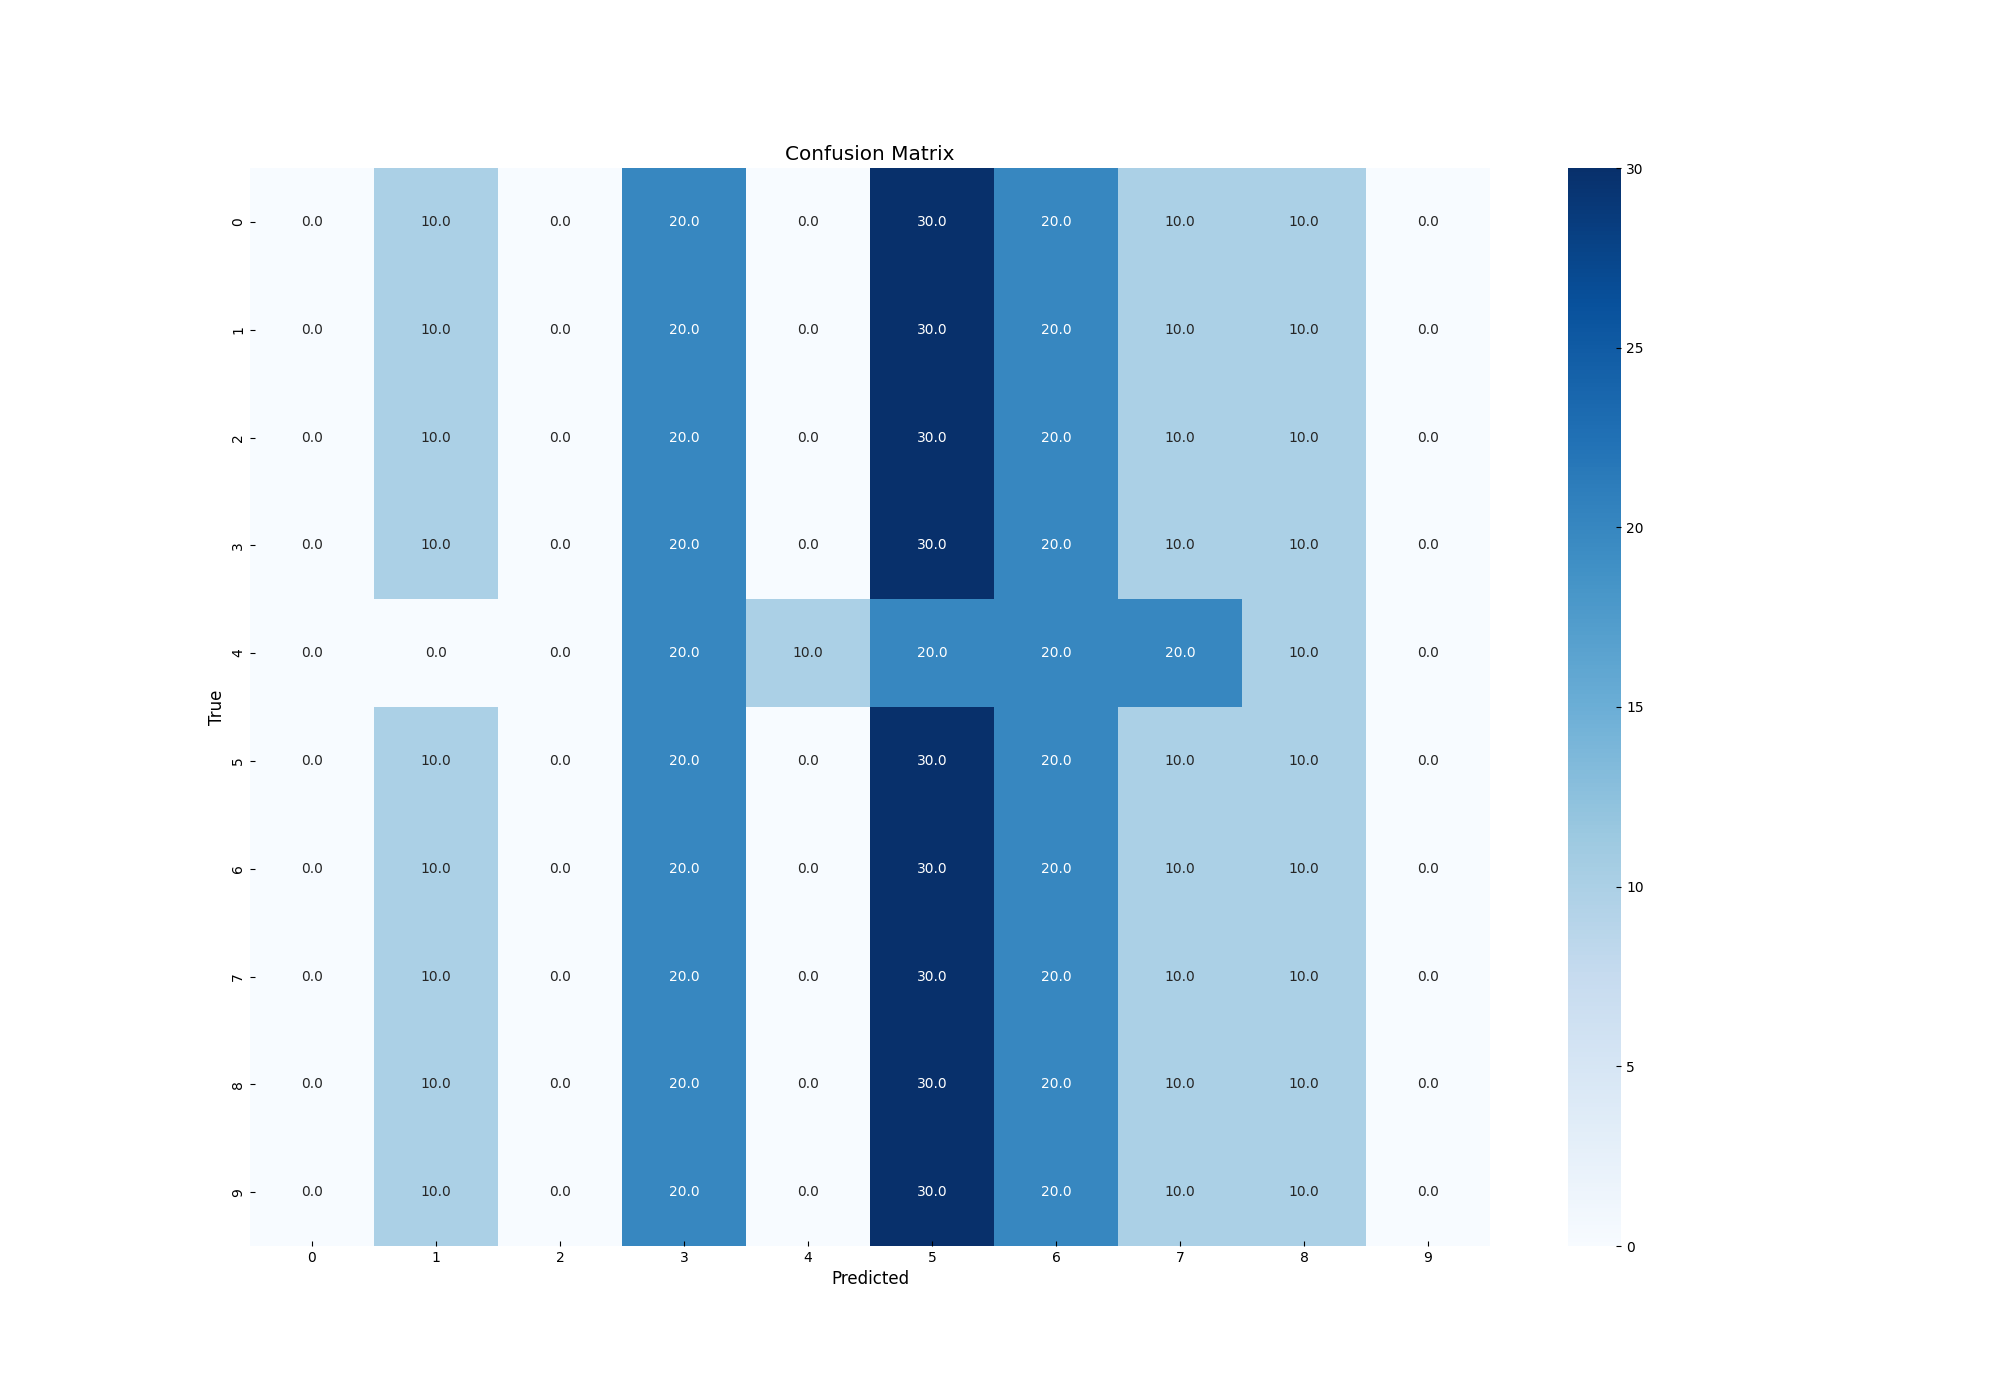 Confusion Matrix
0 0.0 10.0 0.0 20.0 0.0 30.0 20.0 10.0 10.0 0.0
1 0.0 10.0 0.0 20.0 0.0 30.0 20.0 10.0 10.0 0.0
2 0.0 10.0 0.0 20.0 0.0 30.0 20.0 10.0 10.0 0.0
3 0.0 10.0 0.0 20.0 0.0 30.0 20.0 10.0 10.0 0.0
4 0.0 0.0 0.0 20.0 10.0 20.0 20.0 20.0 10.0 0.0
True
5 0.0 10.0 0.0 20.0 0.0 30.0 20.0 10.0 10.0 0.0
6 0.0 10.0 0.0 20.0 0.0 30.0 20.0 10.0 10.0 0.0
7 0.0 10.0 0.0 20.0 0.0 30.0 20.0 10.0 10.0 0.0
8 0.0 10.0 0.0 20.0 0.0 30.0 20.0 10.0 10.0 0.0
9 0.0 10.0 0.0 20.0 0.0 30.0 20.0 10.0 10.0 0.0
0 1 2 3 4 5 6 7 8 9
Predicted
30
25
20
15
10
5
0